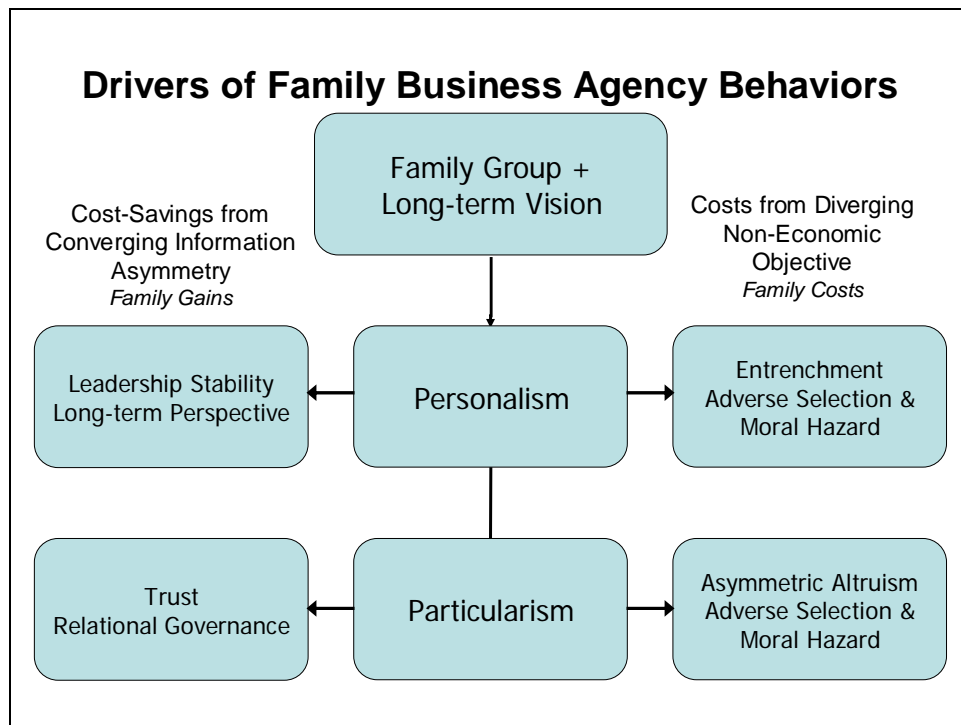 Drivers of Family Business Agency Behaviors
Family Group +
Long-term Vision
Cost-Savings from
Converging Information
Asymmetry
Family Gains
Costs from Diverging
Non-Economic
Objective
Family Costs
Leadership Stability
Long-term Perspective
Personalism
Entrenchment
Adverse Selection &
Moral Hazard
Trust
Relational Governance
Particularism
Asymmetric Altruism
Adverse Selection &
Moral Hazard